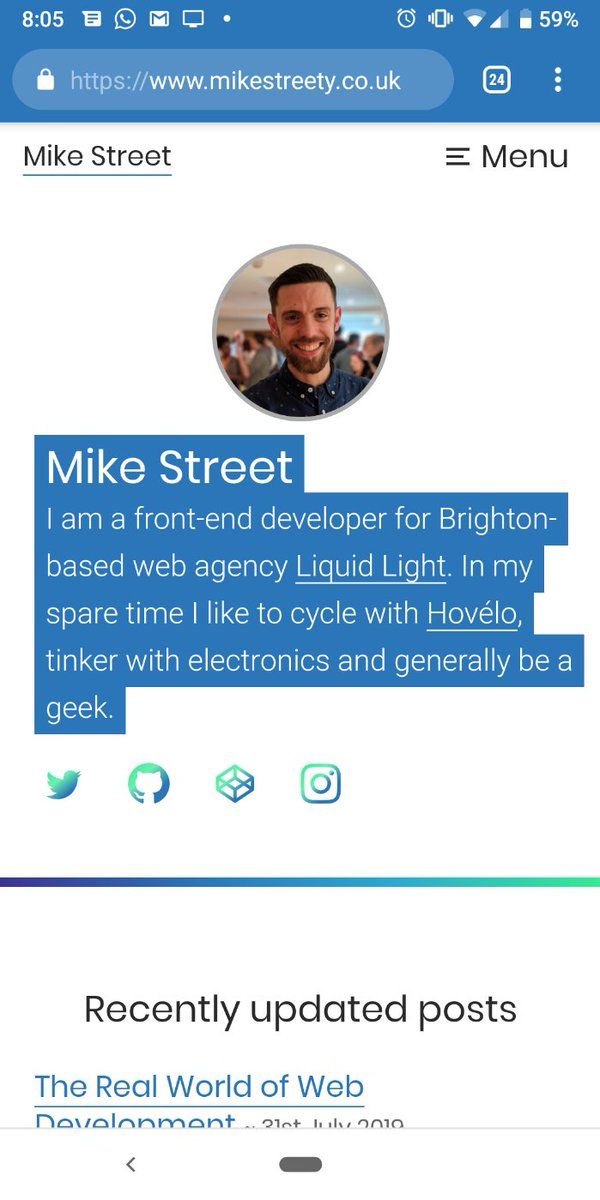 8:05
59%
https://www.mikestreety.co.uk
24
Mike Street
Menu
Mike Street
I am a front-end developer for Brighton-
based web agency Liquid Light. In my
spare time I like to cycle with Hovélo,
tinker with electronics and generally be a
geek.
Recently updated posts
The Real World of Web
Development ~ 31st July 2019